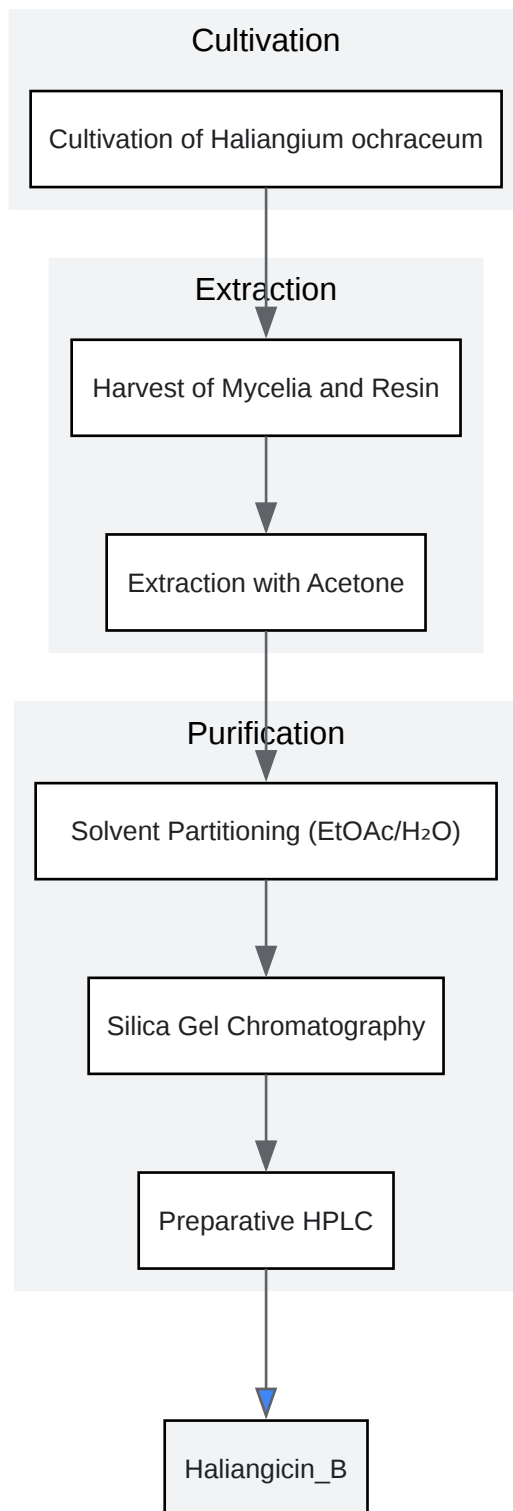 Cultivation
Cultivation of Haliangium ochraceum
Extraction
Harvest of Mycelia and Resin
Extraction with Acetone
Purification
Solvent Partitioning (EtOAc/H₂O)
Silica Gel Chromatography
Preparative HPLC
Haliangicin_B